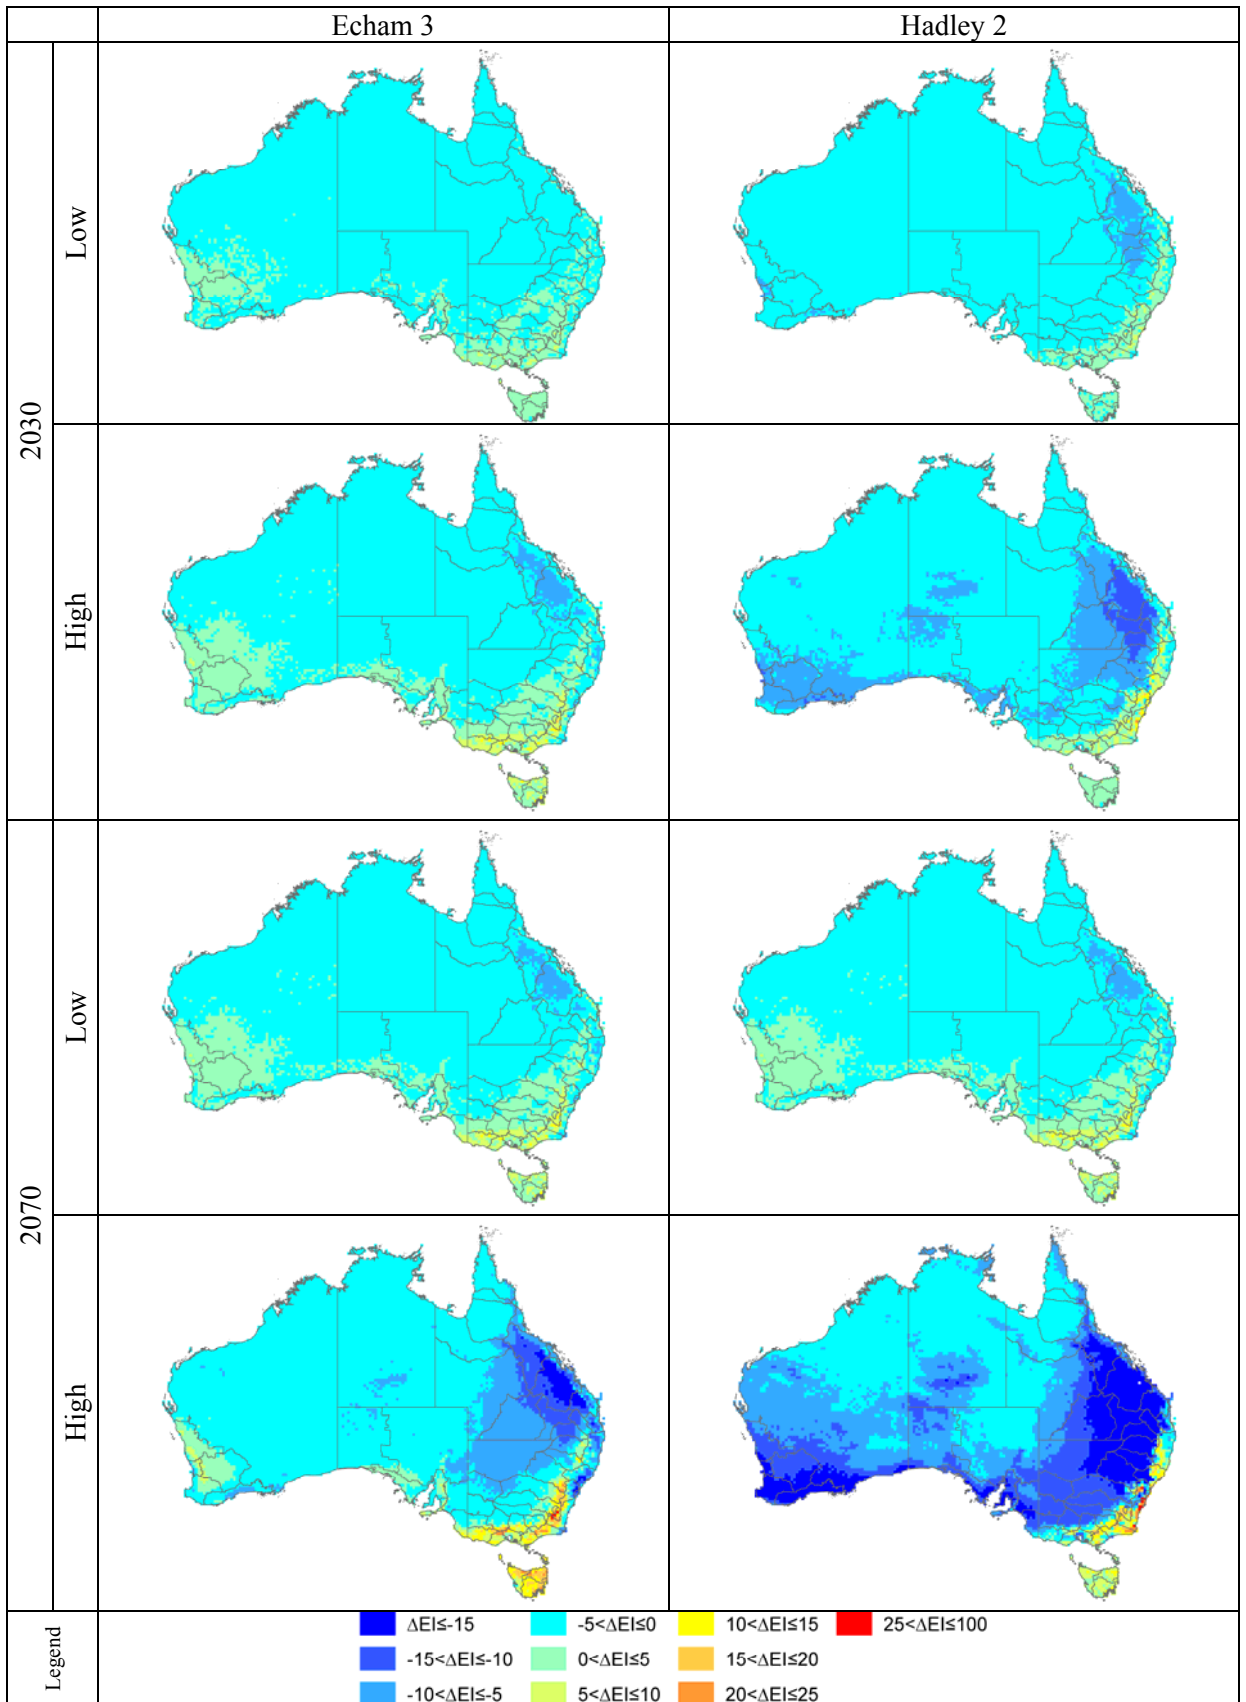 Echam 3 Hadley 2
2030
Low
High
2070
Low
High
Legend
ΔEI≤-15 -5<ΔEI≤0 10<ΔEI≤15 25<ΔEI≤100
-15<ΔEI≤-10 0<ΔEI≤5 15<ΔEI≤20
-10<ΔEI≤-5 5<ΔEI≤10 20<ΔEI≤25